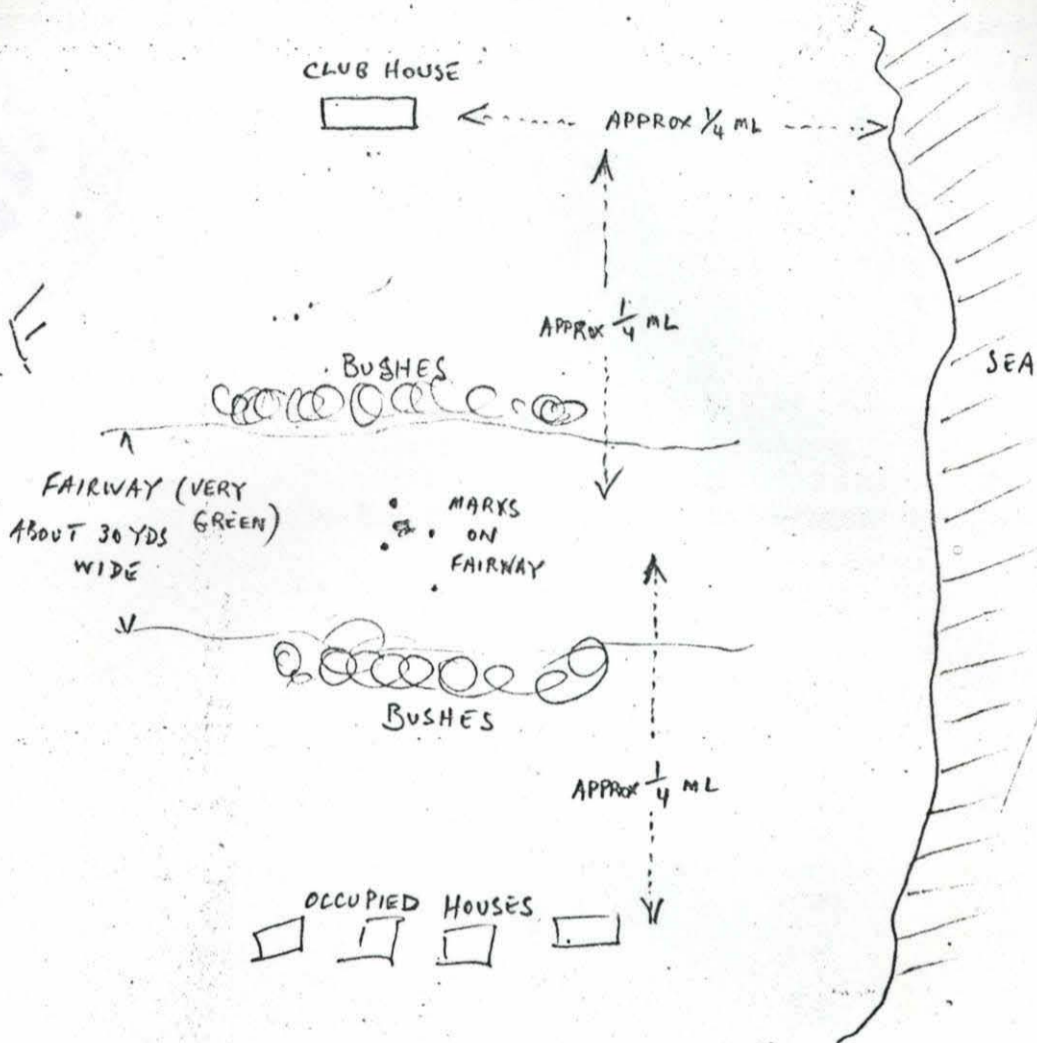 CLUB HOUSE
APPROX 1/4 ML
APPROX 1/4 ML
BUSHES
SEA
FAIRWAY (VERY
GREEN)
ABOUT 30 YDS
WIDE
MARKS
ON
FAIRWAY
BUSHES
APPROX 1/4 ML
OCCUPIED HOUSES